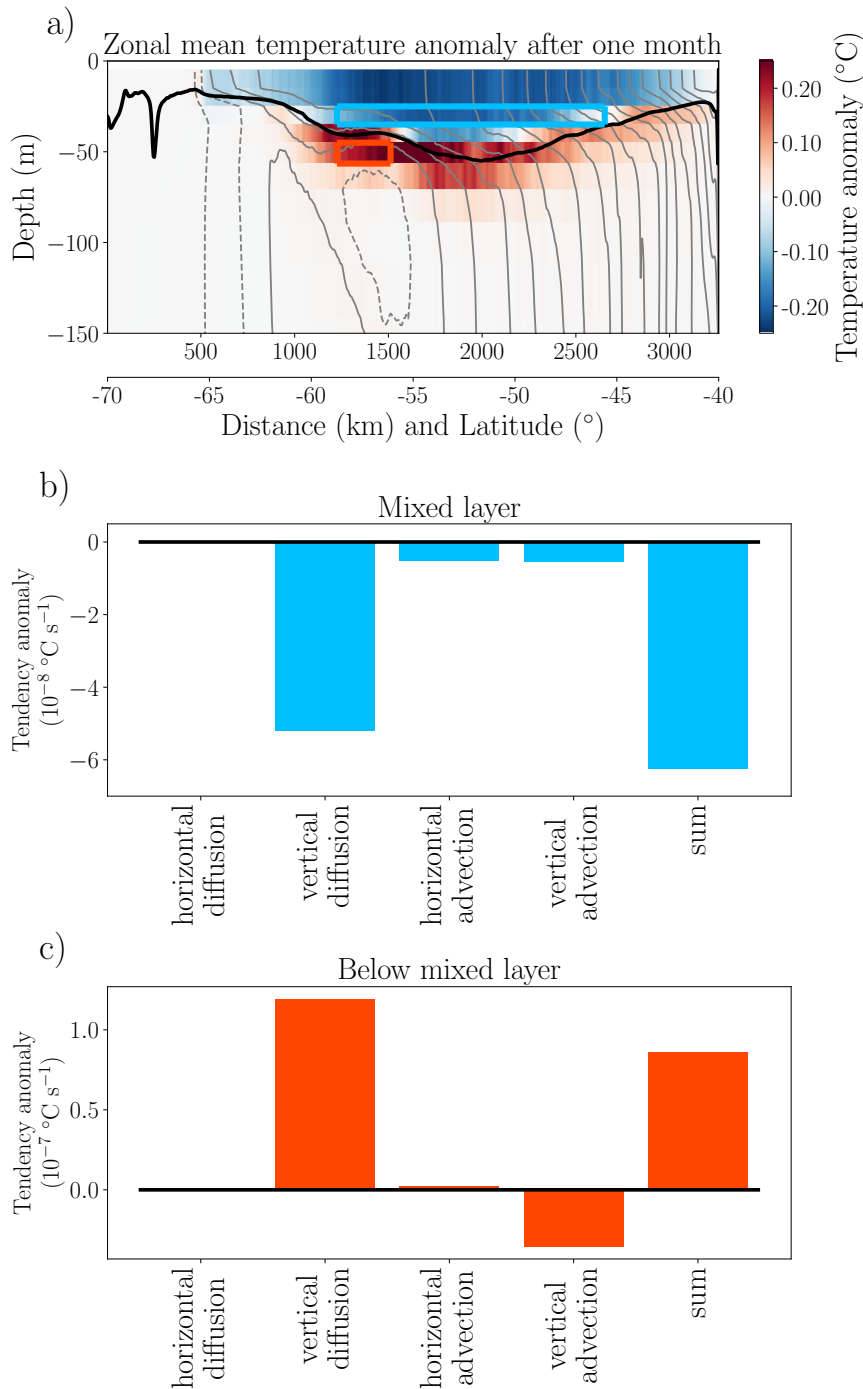 a)
Zonal mean temperature anomaly after one month
0
−50
−100
−150
Depth (m)
500 1000 1500 2000 2500 3000
-70 -65 -60 -55 -50 -45 -40
Distance (km) and Latitude (°)
0.20
0.10
0.00
-0.10
-0.20
Temperature anomaly (°C)
b)
Mixed layer
0
−2
−4
−6
Tendency anomaly
(10⁻⁸ °C s⁻¹)
horizontal
diffusion
vertical
diffusion
horizontal
advection
vertical
advection
sum
c)
Below mixed layer
1.0
0.5
0.0
Tendency anomaly
(10⁻⁷ °C s⁻¹)
horizontal
diffusion
vertical
diffusion
horizontal
advection
vertical
advection
sum